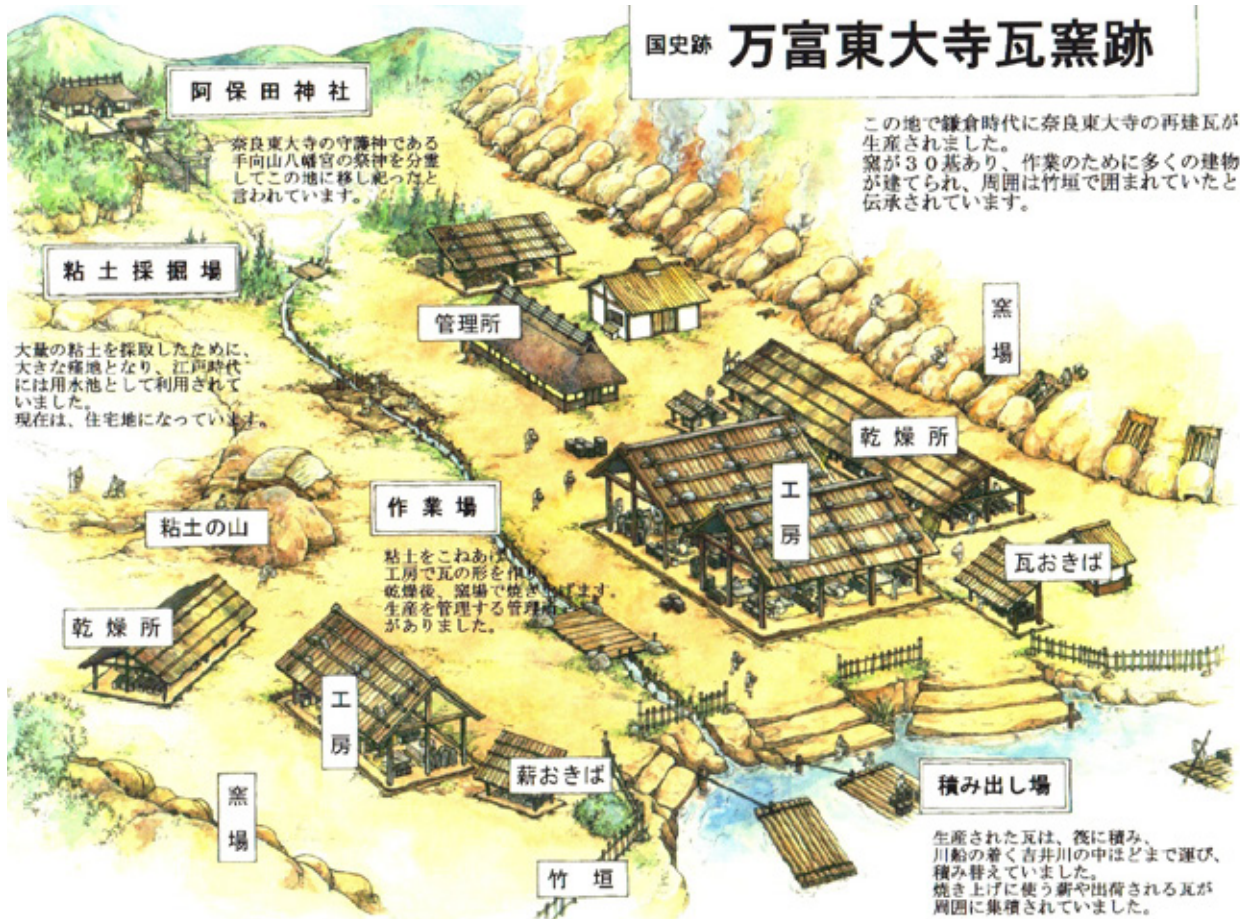 国史跡 万富東大寺瓦窯跡
この地で鎌倉時代に奈良東大寺の再建瓦が
生産されました。
窯が30基あり、作業のために多くの建物
が建てられ、周囲は竹垣で囲まれていたと
伝承されています。
阿保田神社
奈良東大寺の守護神である
手向山八幡宮の祭神を分霊
してこの地に移し祀ったと
言われています。
粘土採掘場
大量の粘土を採取したために、
大きな窪地となり、江戸時代
には用水池として利用されて
いました。
現在は、住宅地になっています。
管理所
窯場
乾燥所
工房
瓦おきば
作業場
粘土をこねあげ
工房で瓦の形を作り
乾燥後、窯場で焼き上げます。
生産を管理する管理所
がありました。
粘土の山
乾燥所
工房
薪おきば
窯場
竹垣
積み出し場
生産された瓦は、筏に積み、
川船の着く吉井川の中ほどまで運び、
積み替えていました。
焼き上げに使う薪や出荷される瓦が
周囲に集積されていました。